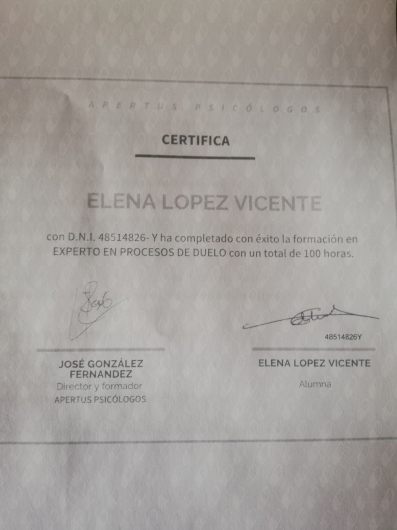 APERTUS PSICÓLOGOS
CERTIFICA
ELENA LOPEZ VICENTE
con D.N.I. 48514826- Y ha completado con éxito la formación en
EXPERTO EN PROCESOS DE DUELO con un total de 100 horas.
48514826Y
JOSÉ GONZÁLEZ
FERNANDEZ
Director y formador
APERTUS PSICÓLOGOS
ELENA LOPEZ VICENTE
Alumna